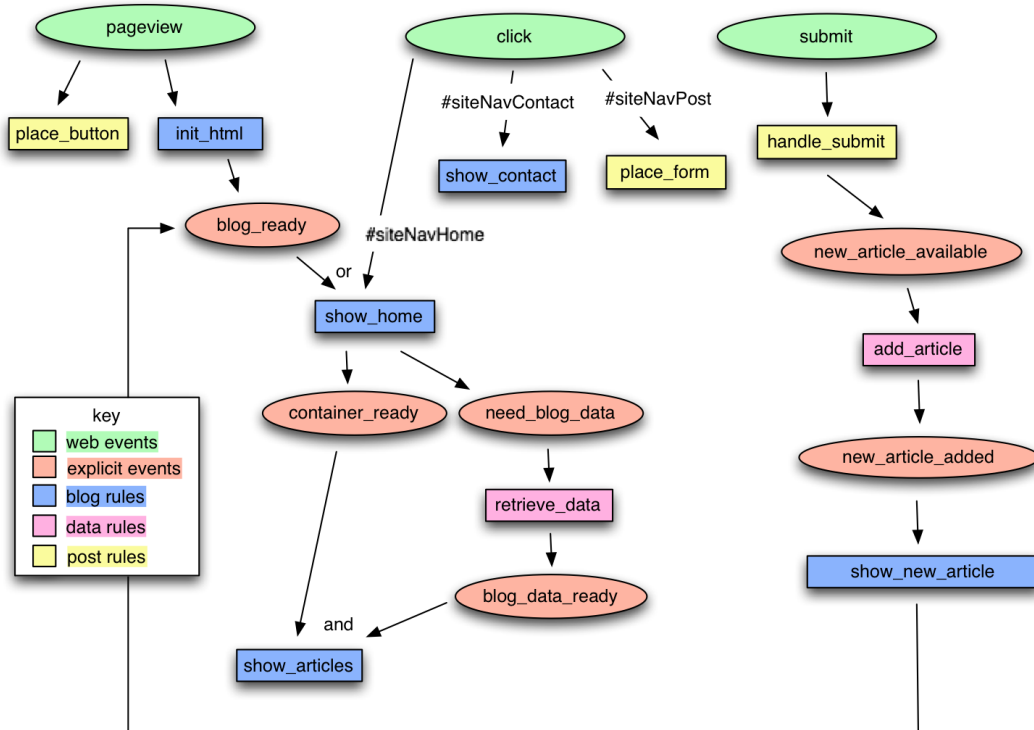 pageview
click
submit
#siteNavContact
#siteNavPost
place_button
init_html
handle_submit
show_contact
place_form
blog_ready
#siteNavHome
new_article_available
or
show_home
add_article
container_ready
need_blog_data
key
web events
explicit events
blog rules
data rules
post rules
new_article_added
retrieve_data
show_new_article
blog_data_ready
and
show_articles